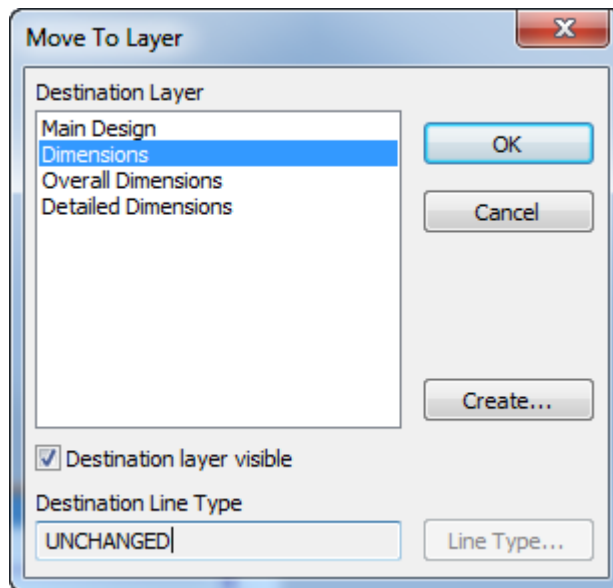 Move To Layer
Destination Layer
Main Design
Dimensions
Overall Dimensions
Detailed Dimensions
OK
Cancel
Create...
Destination layer visible
Destination Line Type
UNCHANGED
Line Type...